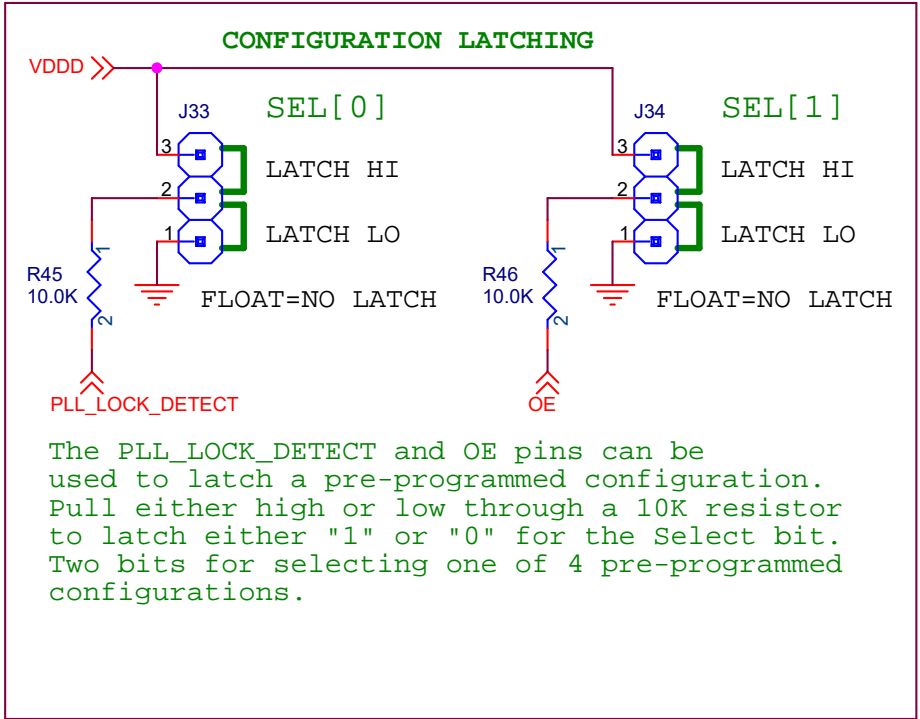 CONFIGURATION LATCHING
VDDD
J33
SEL[0]
J34
SEL[1]
3
LATCH HI
3
LATCH HI
2
2
1
LATCH LO
1
LATCH LO
1
1
R45
10.0K
R46
10.0K
FLOAT=NO LATCH
FLOAT=NO LATCH
2
2
PLL_LOCK_DETECT
OE
The PLL_LOCK_DETECT and OE pins can be
used to latch a pre-programmed configuration.
Pull either high or low through a 10K resistor
to latch either "1" or "0" for the Select bit.
Two bits for selecting one of 4 pre-programmed
configurations.